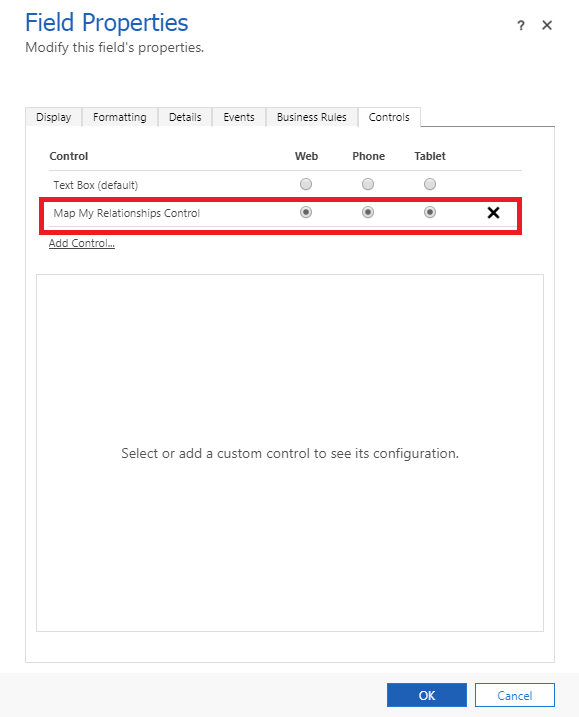 Field Properties
? ×
Modify this field's properties.
Display Formatting Details Events Business Rules Controls
Control Web Phone Tablet
Text Box (default)
Map My Relationships Control
Add Control...
Select or add a custom control to see its configuration.
OK Cancel